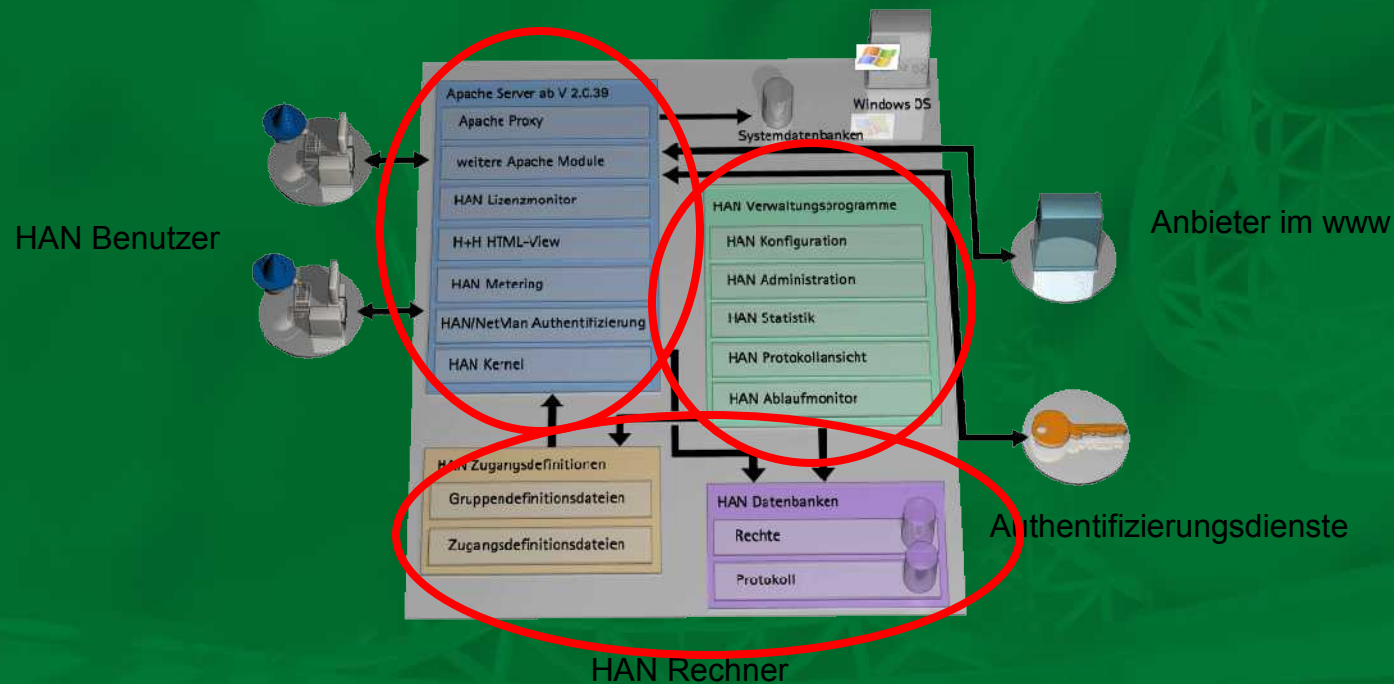 Apache Server ab V 2.0.39
Apache Proxy
weitere Apache Module
HAN Lizenzmonitor
H+H HTML-View
HAN Metering
HAN/NetMan Authentifizierung
HAN Kernel
Systemdatenbanken
Windows OS
HAN Verwaltungsprogramme
HAN Konfiguration
HAN Administration
HAN Statistik
HAN Protokollansicht
HAN Ablaufmonitor
HAN Benutzer
Anbieter im www
HAN Zugangsdefinitionen
Gruppendefinitionsdateien
Zugangsdefinitionsdateien
HAN Datenbanken
Rechte
Protokoll
Authentifizierungsdienste
HAN Rechner